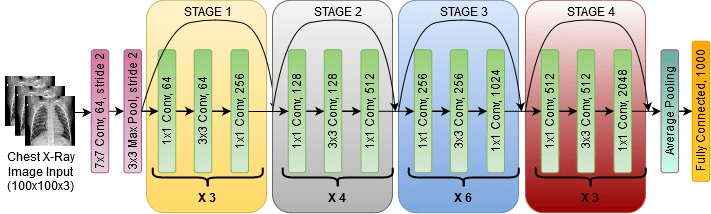 STAGE 1
STAGE 2
STAGE 3
STAGE 4
Chest X-Ray
Image Input
(100x100x3)
7x7 Conv, 64, stride 2
3x3 Max Pool, stride 2
1x1 Conv, 64
3x3 Conv, 64
1x1 Conv, 256
X 3
1x1 Conv, 128
3x3 Conv, 128
1x1 Conv, 512
X 4
1x1 Conv, 256
3x3 Conv, 256
1x1 Conv, 1024
X 6
1x1 Conv, 512
3x3 Conv, 512
1x1 Conv, 2048
X 3
Average Pooling
Fully Connected, 1000